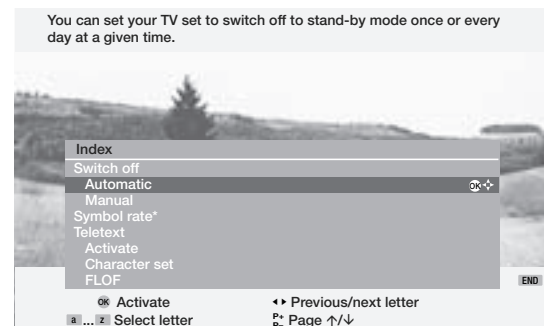 You can set your TV set to switch off to stand-by mode once or every
day at a given time.
Index
Switch off
Automatic OK
Manual
Symbol rate*
Teletext
Activate
Character set
FLOF
END
OK Activate ◂ ▸ Previous/next letter
a ... z Select letter P+ P- Page ↑/↓